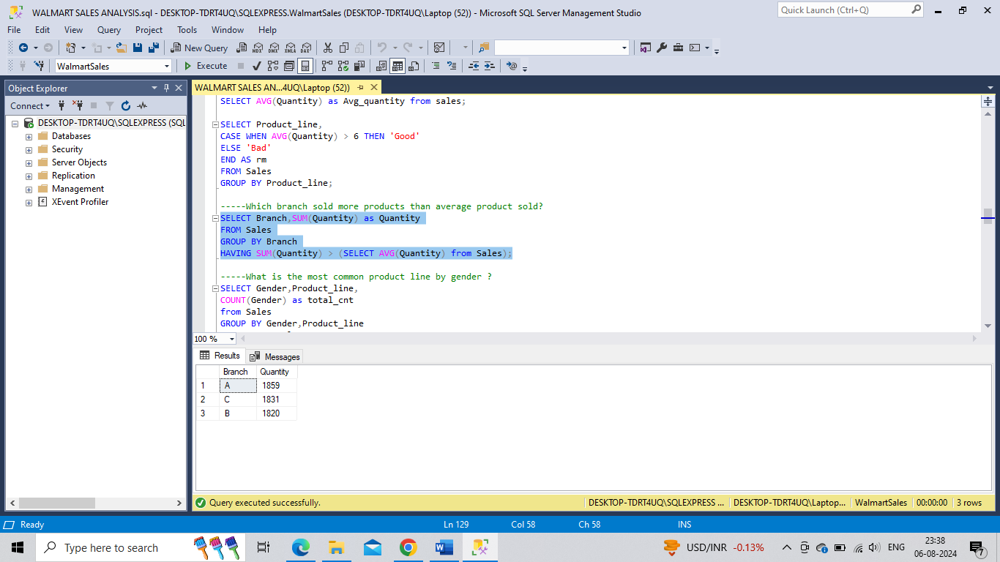 WALMART SALES ANALYSIS.sql - DESKTOP-TDRT4UQ\SQLEXPRESS.WalmartSales (DESKTOP-TDRT4UQ\Laptop (52)) - Microsoft SQL Server Management Studio
Quick Launch (Ctrl+Q)
File Edit View Query Project Tools Window Help
New Query MDX DMX XMLA DAX
WalmartSales Execute
Object Explorer
WALMART SALES AN...4UQ\Laptop (52))
Connect
DESKTOP-TDRT4UQ\SQLEXPRESS (SQL
Databases
Security
Server Objects
Replication
Management
XEvent Profiler
SELECT AVG(Quantity) as Avg_quantity from sales;
SELECT Product_line,
CASE WHEN AVG(Quantity) > 6 THEN 'Good'
ELSE 'Bad'
END AS rm
FROM Sales
GROUP BY Product_line;
-----Which branch sold more products than average product sold?
SELECT Branch,SUM(Quantity) as Quantity
FROM Sales
GROUP BY Branch
HAVING SUM(Quantity) > (SELECT AVG(Quantity) from Sales);
-----What is the most common product line by gender ?
SELECT Gender,Product_line,
COUNT(Gender) as total_cnt
from Sales
GROUP BY Gender,Product_line
100 %
Results Messages
Branch Quantity
1 A 1859
2 C 1831
3 B 1820
Query executed successfully.
DESKTOP-TDRT4UQ\SQLEXPRESS ... DESKTOP-TDRT4UQ\Laptop... WalmartSales 00:00:00 3 rows
Ready Ln 129 Col 58 Ch 58 INS
Type here to search
USD/INR -0.13%
ENG
23:38
06-08-2024
7